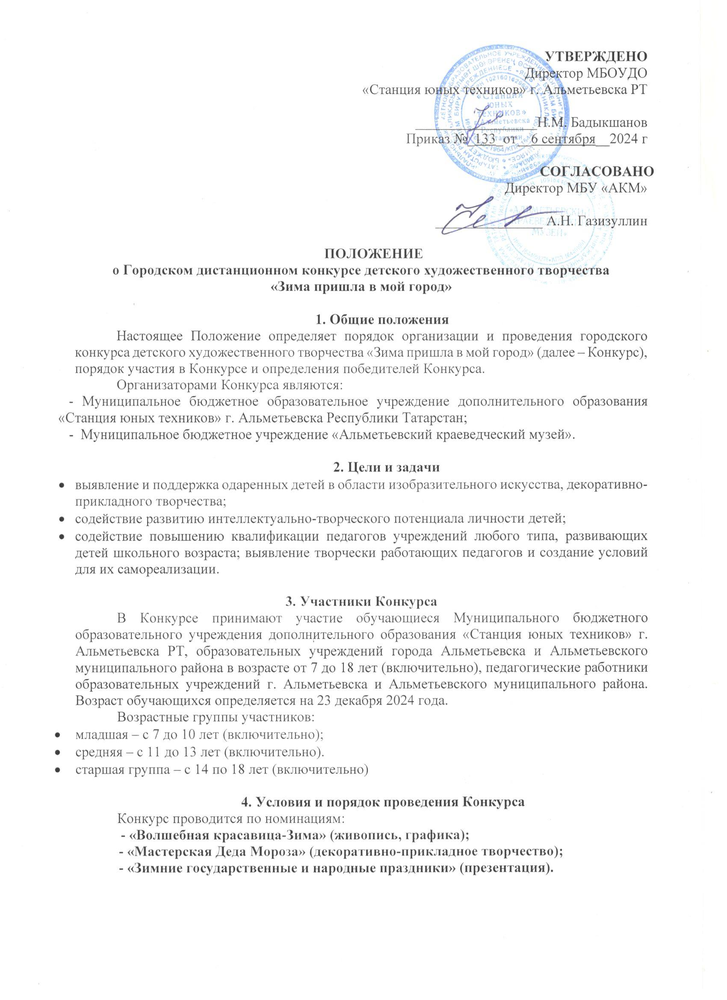 УТВЕРЖДЕНО
Директор МБОУДО
«Станция юных техников» г. Альметьевска РТ
«Станция
юных
техников»
г.Альметьевска
Республики
Татарстан
Н.М. Бадыкшанов
Приказ № 133 от 6 сентября 2024 г
СОГЛАСОВАНО
Директор МБУ «АКМ»
«АЛЬМЕТЬЕВСКИЙ
КРАЕВЕДЧЕСКИЙ
МУЗЕЙ»
А.Н. Газизуллин
ПОЛОЖЕНИЕ
о Городском дистанционном конкурсе детского художественного творчества
«Зима пришла в мой город»
1. Общие положения
Настоящее Положение определяет порядок организации и проведения городского
конкурса детского художественного творчества «Зима пришла в мой город» (далее – Конкурс),
порядок участия в Конкурсе и определения победителей Конкурса.
Организаторами Конкурса являются:
- Муниципальное бюджетное образовательное учреждение дополнительного образования
«Станция юных техников» г. Альметьевска Республики Татарстан;
- Муниципальное бюджетное учреждение «Альметьевский краеведческий музей».
2. Цели и задачи
• выявление и поддержка одаренных детей в области изобразительного искусства, декоративно-
прикладного творчества;
• содействие развитию интеллектуально-творческого потенциала личности детей;
• содействие повышению квалификации педагогов учреждений любого типа, развивающих
детей школьного возраста; выявление творчески работающих педагогов и создание условий
для их самореализации.
3. Участники Конкурса
В Конкурсе принимают участие обучающиеся Муниципального бюджетного
образовательного учреждения дополнительного образования «Станция юных техников» г.
Альметьевска РТ, образовательных учреждений города Альметьевска и Альметьевского
муниципального района в возрасте от 7 до 18 лет (включительно), педагогические работники
образовательных учреждений г. Альметьевска и Альметьевского муниципального района.
Возраст обучающихся определяется на 23 декабря 2024 года.
Возрастные группы участников:
• младшая – с 7 до 10 лет (включительно);
• средняя – с 11 до 13 лет (включительно).
• старшая группа – с 14 по 18 лет (включительно)
4. Условия и порядок проведения Конкурса
Конкурс проводится по номинациям:
- «Волшебная красавица-Зима» (живопись, графика);
- «Мастерская Деда Мороза» (декоративно-прикладное творчество);
- «Зимние государственные и народные праздники» (презентация).